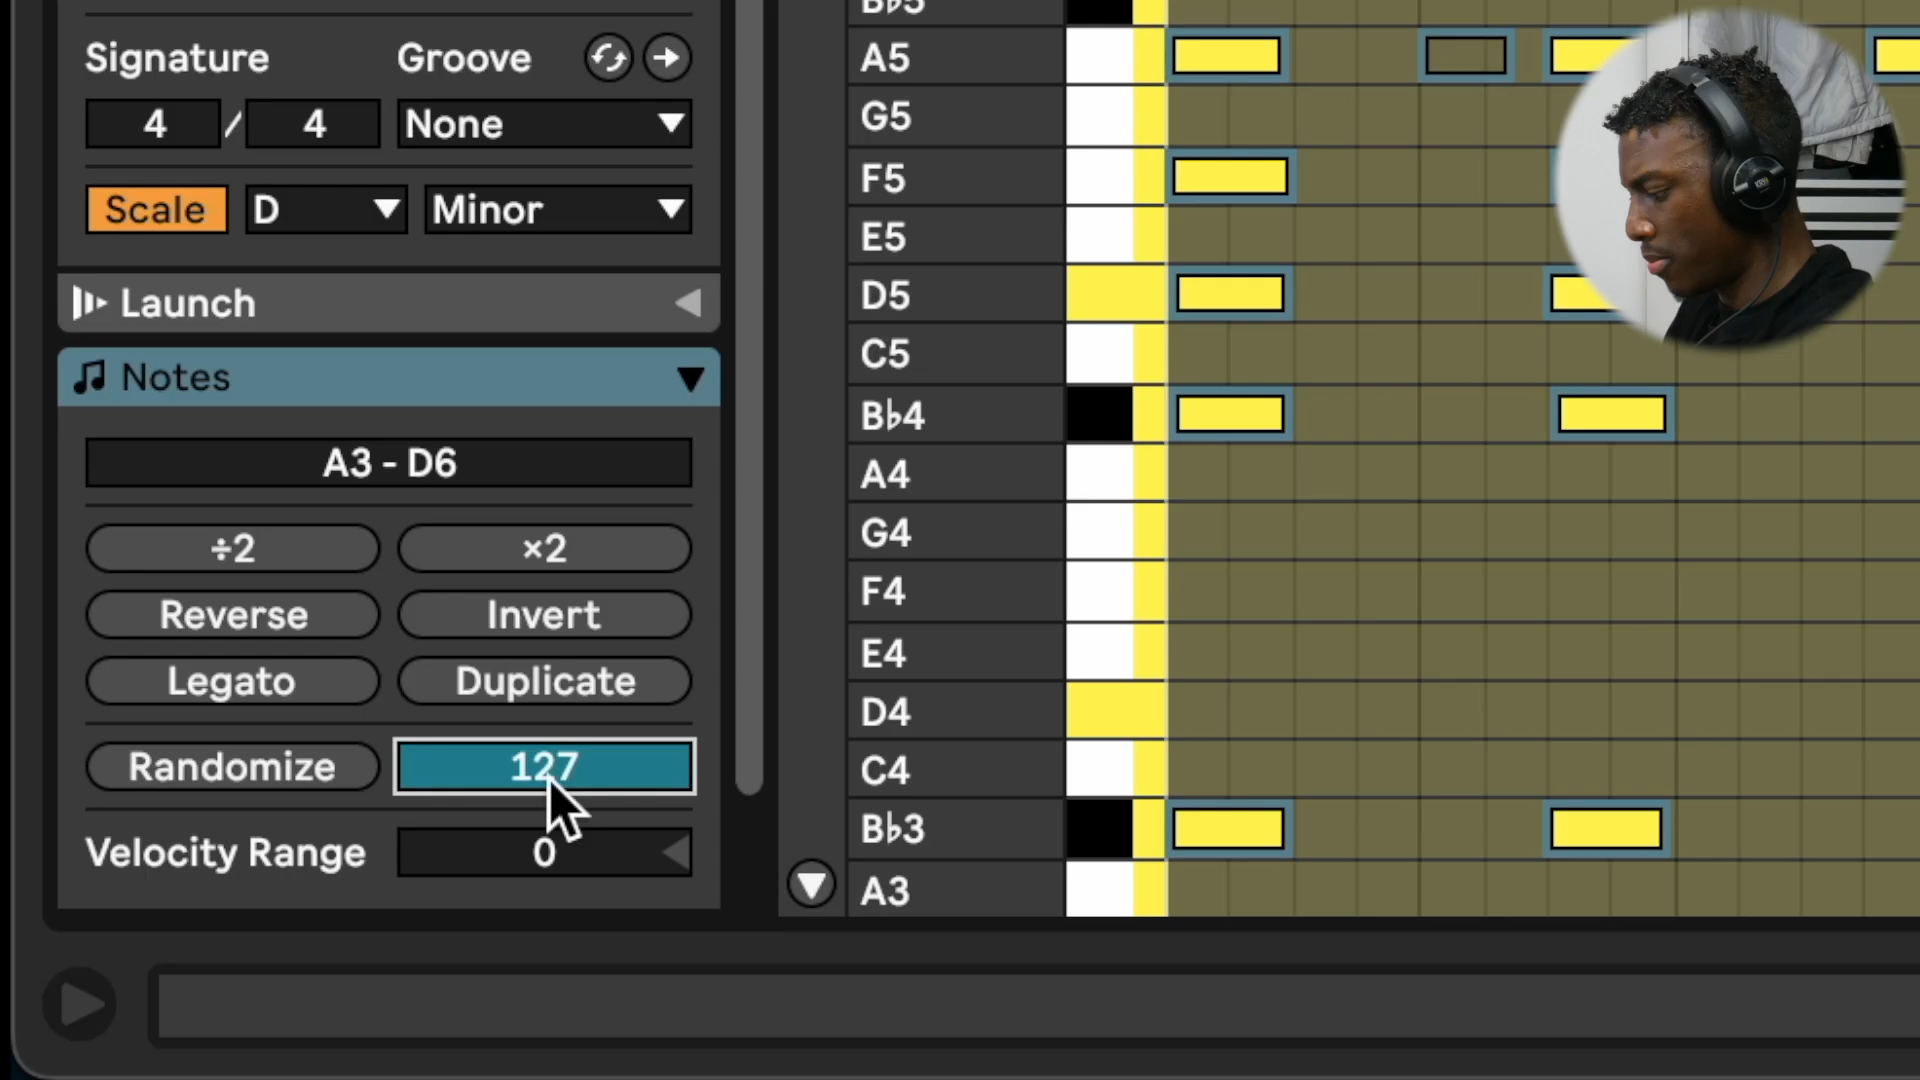 Signature Groove
4 / 4 None
Scale D Minor
Launch
Notes
A3 - D6
÷2 ×2
Reverse Invert
Legato Duplicate
Randomize 127
Velocity Range 0
B♭5
A5
G5
F5
E5
D5
C5
B♭4
A4
G4
F4
E4
D4
C4
B♭3
A3